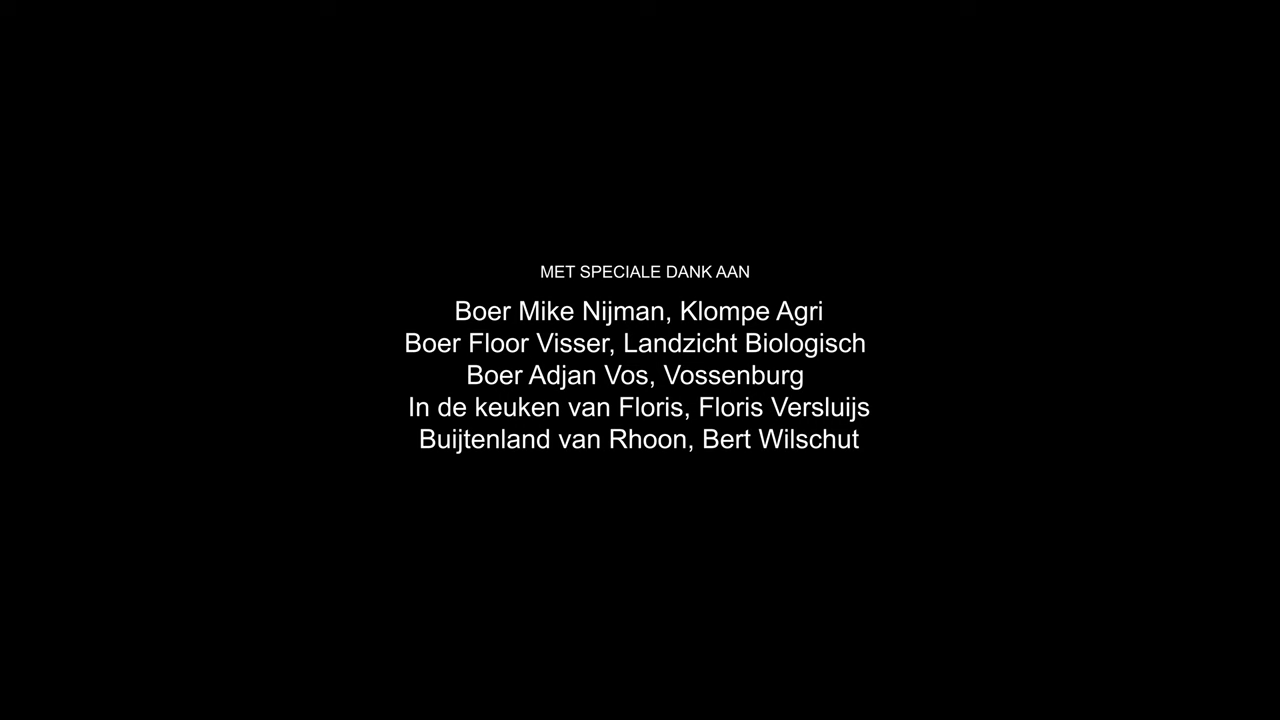 MET SPECIALE DANK AAN
Boer Mike Nijman, Klompe Agri
Boer Floor Visser, Landzicht Biologisch
Boer Adjan Vos, Vossenburg
In de keuken van Floris, Floris Versluijs
Buijtenland van Rhoon, Bert Wilschut